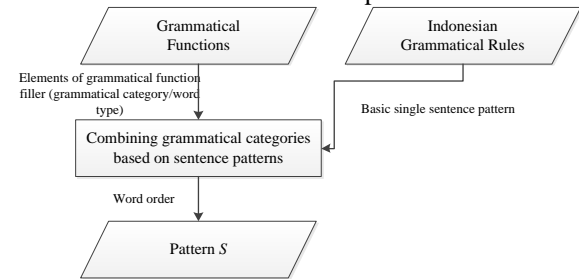 Grammatical
Functions
Indonesian
Grammatical Rules
Elements of grammatical function
filler (grammatical category/word
type)
Basic single sentence pattern
Combining grammatical categories
based on sentence patterns
Word order
Pattern S